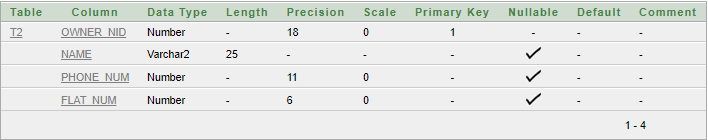 Table Column Data Type Length Precision Scale Primary Key Nullable Default Comment
T2 OWNER_NID Number - 18 0 1 - - -
NAME Varchar2 25 - - - - -
PHONE_NUM Number - 11 0 - - -
FLAT_NUM Number - 6 0 - - -
1 - 4